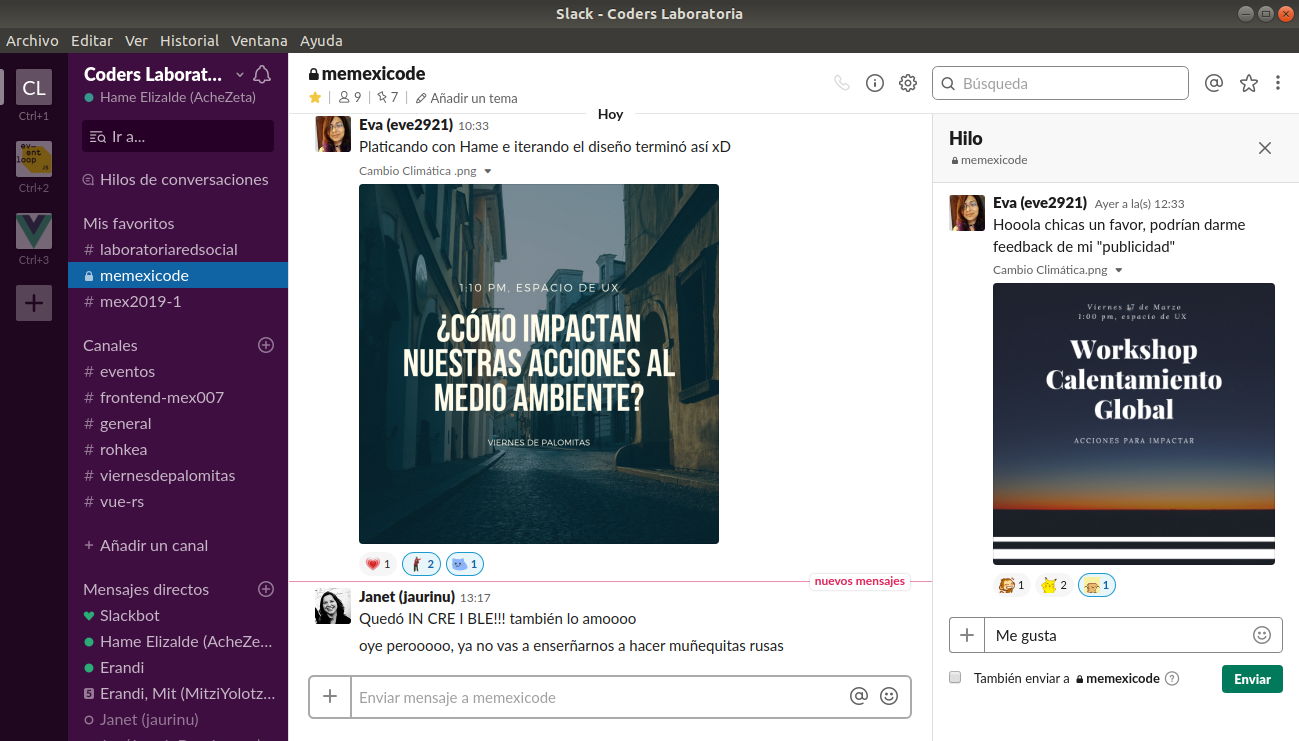 Slack - Coders Laboratoria
Archivo Editar Ver Historial Ventana Ayuda
CL
Ctrl+1
Ctrl+2
Ctrl+3
Coders Laborat...
Hame Elizalde (AcheZeta)
Ir a...
Hilos de conversaciones
Mis favoritos
# laboratoriaredsocial
memexicode
# mex2019-1
Canales
# eventos
# frontend-mex007
# general
# rohkea
# viernesdepalomitas
# vue-rs
+ Añadir un canal
Mensajes directos
Slackbot
Hame Elizalde (AcheZe...
Erandi
3 Erandi, Mit (MitziYolotz...
Janet (jaurinu)
memexicode
9 | 7 | Añadir un tema
Búsqueda
Hoy
Eva (eve2921) 10:33
Platicando con Hame e iterando el diseño terminó así xD
Cambio Climática .png
1:10 PM, ESPACIO DE UX
¿CÓMO IMPACTAN
NUESTRAS ACCIONES AL
MEDIO AMBIENTE?
VIERNES DE PALOMITAS
1 2 1
nuevos mensajes
Janet (jaurinu) 13:17
Quedó IN CRE I BLE!!! también lo amoooo
oye perooooo, ya no vas a enserñarnos a hacer muñequitas rusas
Enviar mensaje a memexicode
Hilo
memexicode
Eva (eve2921) Ayer a la(s) 12:33
Hooola chicas un favor, podrían darme
feedback de mi "publicidad"
Cambio Climática.png
Viernes 17 de Marzo
1:00 pm, espacio de UX
Workshop
Calentamiento
Global
ACCIONES PARA IMPACTAR
1 2 1
Me gusta
También enviar a memexicode
Enviar